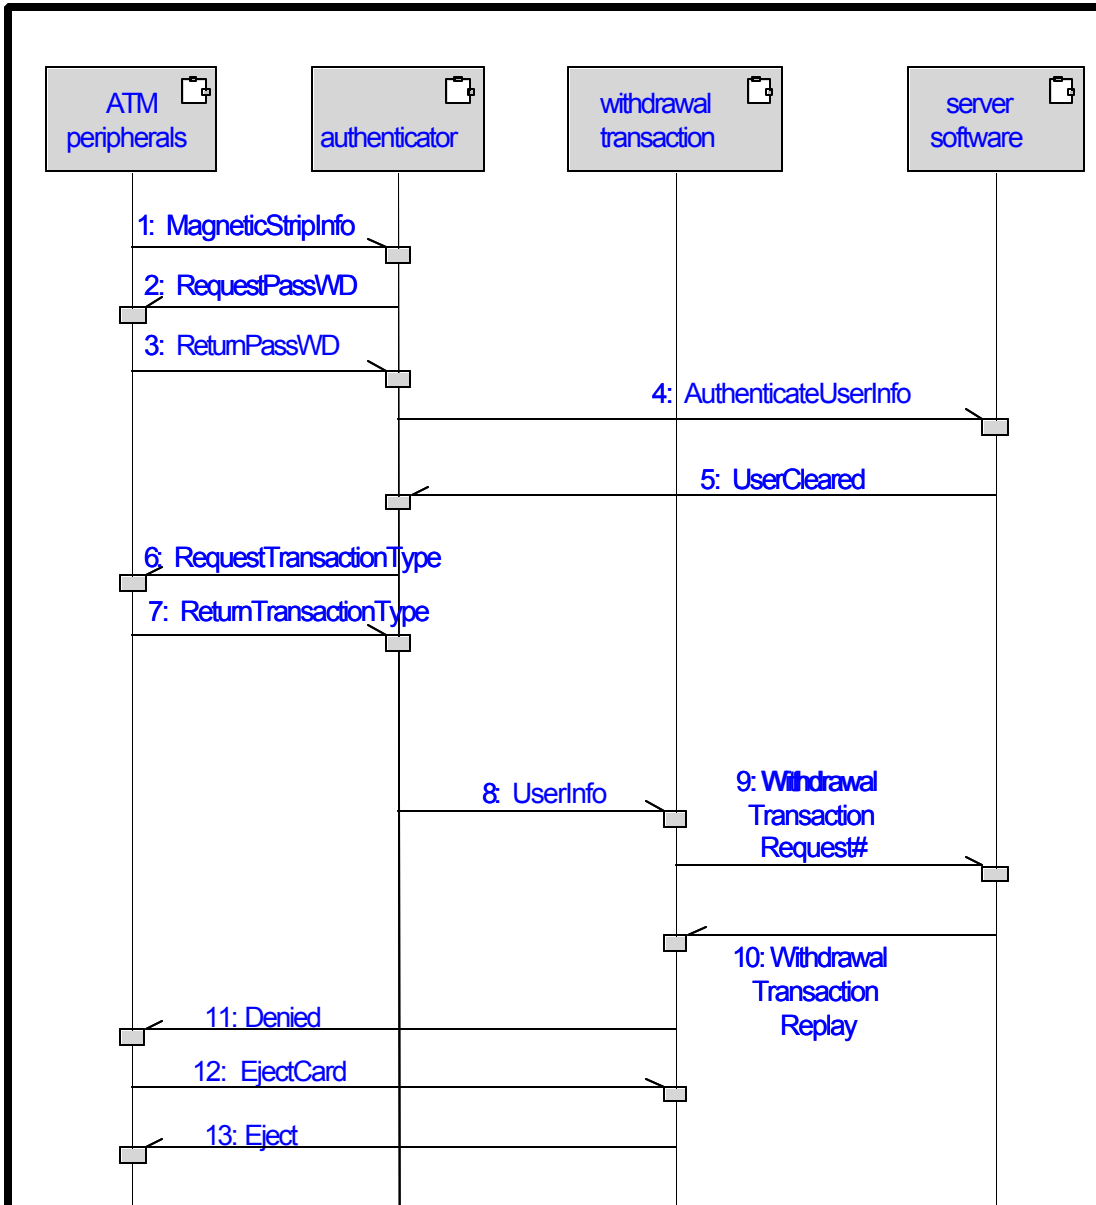 ATM
peripherals
authenticator
withdrawal
transaction
server
software
1: MagneticStripInfo
2: RequestPassWD
3: ReturnPassWD
4: AuthenticateUserInfo
5: UserCleared
6: RequestTransactionType
7: ReturnTransactionType
8: UserInfo
9: Withdrawal
Transaction
Request#
10: Withdrawal
Transaction
Replay
11: Denied
12: EjectCard
13: Eject